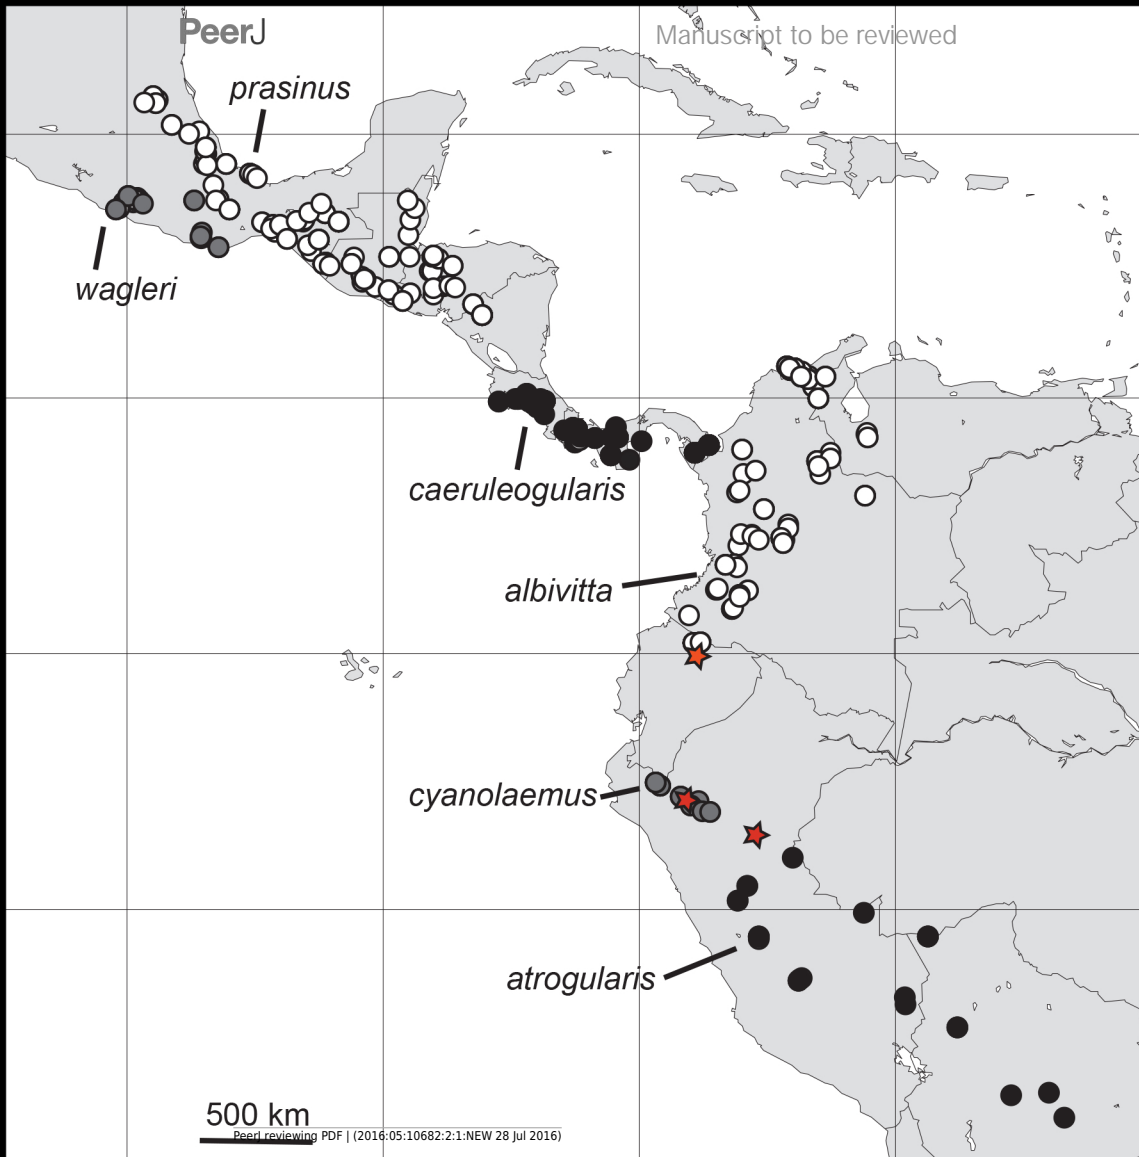 PeerJ
Manuscript to be reviewed
prasinus
wagleri
caeruleogularis
albivitta
cyanolaemus
atrogularis
500 km
PeerJ reviewing PDF | (2016:05:10682:2:1:NEW 28 Jul 2016)